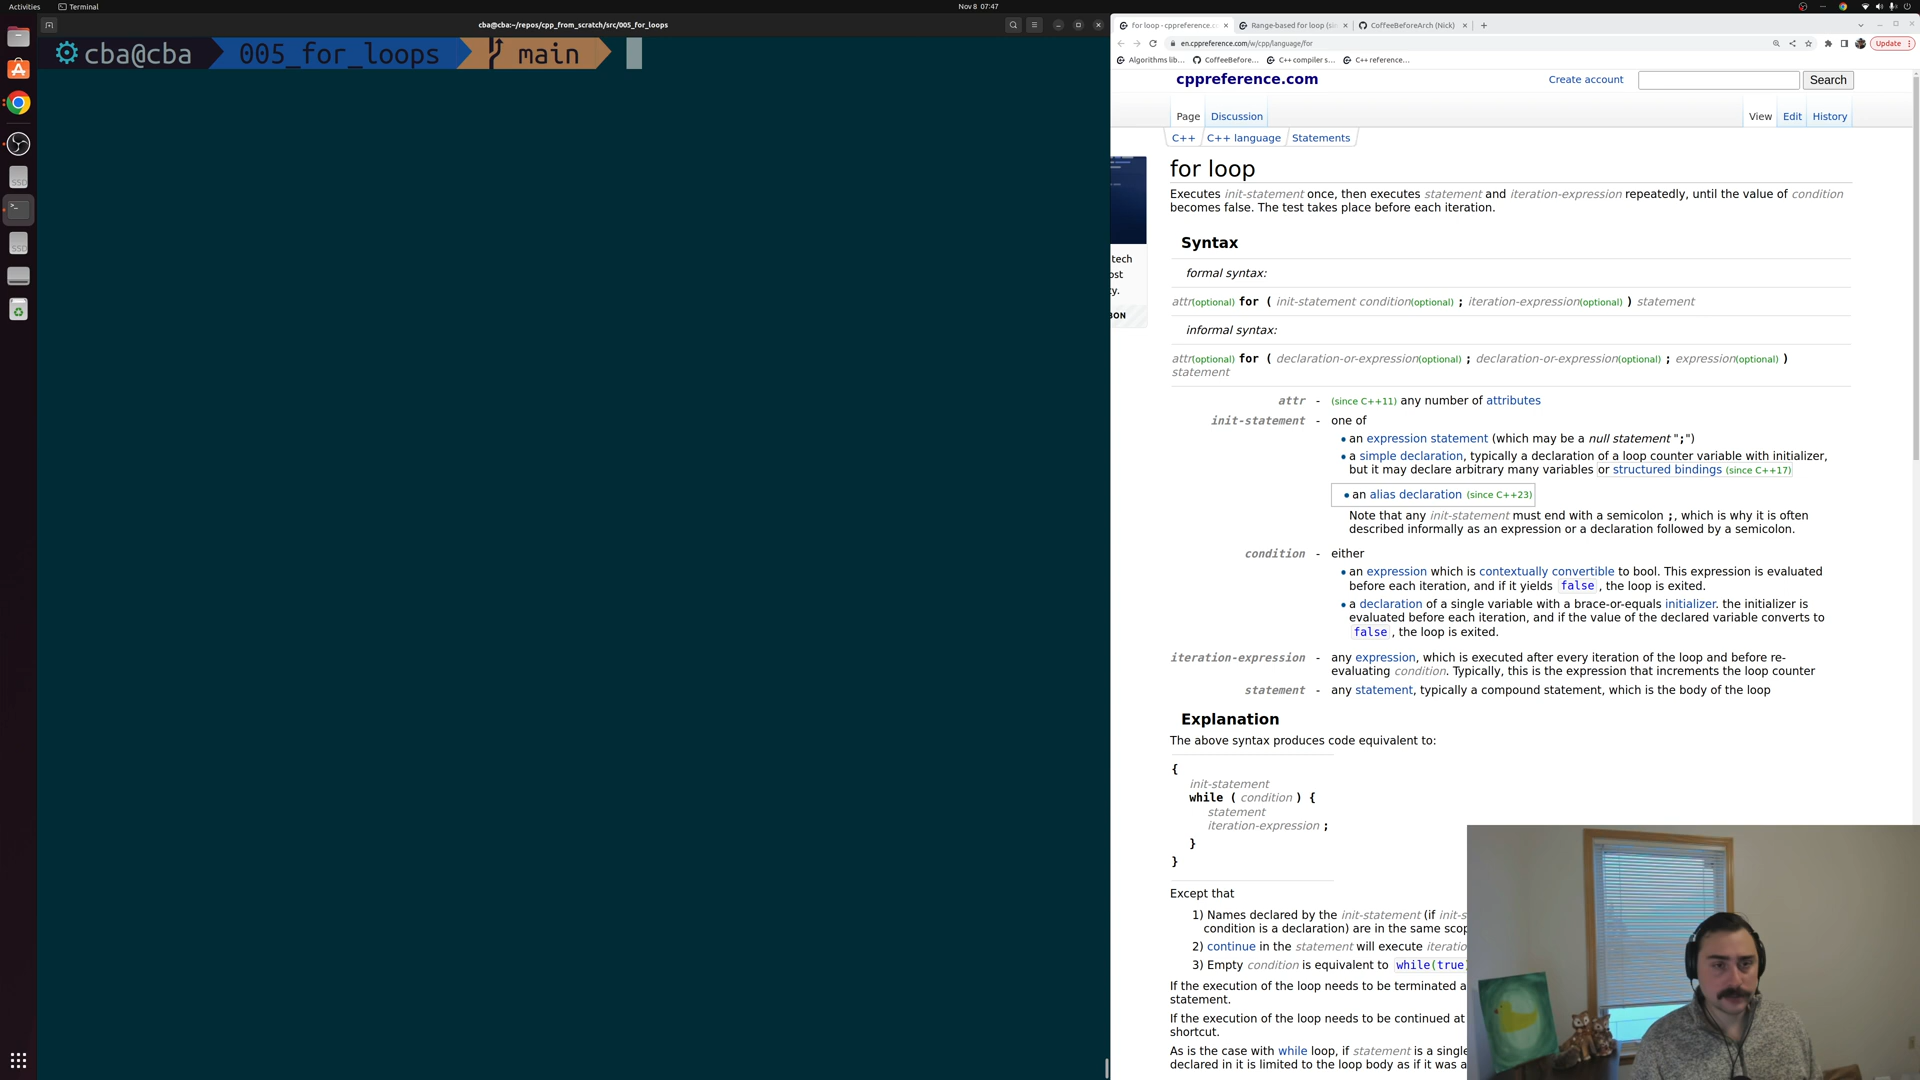 Activities
Terminal
Nov 8 07:47
cba@cba:~/repos/cpp_from_scratch/src/005_for_loops
cba@cba 005_for_loops main
for loop - cppreference.c
Range-based for loop (sin
CoffeeBeforeArch (Nick)
en.cppreference.com/w/cpp/language/for
Update
Algorithms lib...
CoffeeBefore...
C++ compiler s...
C++ reference...
cppreference.com
Create account
Search
Page
Discussion
View
Edit
History
C++
C++ language
Statements
tech
ost
y.
BON
for loop
Executes init-statement once, then executes statement and iteration-expression repeatedly, until the value of condition
becomes false. The test takes place before each iteration.
Syntax
formal syntax:
attr(optional) for ( init-statement condition(optional) ; iteration-expression(optional) ) statement
informal syntax:
attr(optional) for ( declaration-or-expression(optional) ; declaration-or-expression(optional) ; expression(optional) )
statement
attr - (since C++11) any number of attributes
init-statement - one of
• an expression statement (which may be a null statement ";")
• a simple declaration, typically a declaration of a loop counter variable with initializer,
but it may declare arbitrary many variables or structured bindings (since C++17)
• an alias declaration (since C++23)
Note that any init-statement must end with a semicolon ;, which is why it is often
described informally as an expression or a declaration followed by a semicolon.
condition - either
• an expression which is contextually convertible to bool. This expression is evaluated
before each iteration, and if it yields false, the loop is exited.
• a declaration of a single variable with a brace-or-equals initializer. the initializer is
evaluated before each iteration, and if the value of the declared variable converts to
false, the loop is exited.
iteration-expression - any expression, which is executed after every iteration of the loop and before re-
evaluating condition. Typically, this is the expression that increments the loop counter
statement - any statement, typically a compound statement, which is the body of the loop
Explanation
The above syntax produces code equivalent to:
{
init-statement
while ( condition ) {
statement
iteration-expression ;
}
}
Except that
1) Names declared by the init-statement (if init-s
condition is a declaration) are in the same scop
2) continue in the statement will execute iteratio
3) Empty condition is equivalent to while(true)
If the execution of the loop needs to be terminated a
statement.
If the execution of the loop needs to be continued at
shortcut.
As is the case with while loop, if statement is a single
declared in it is limited to the loop body as if it was a